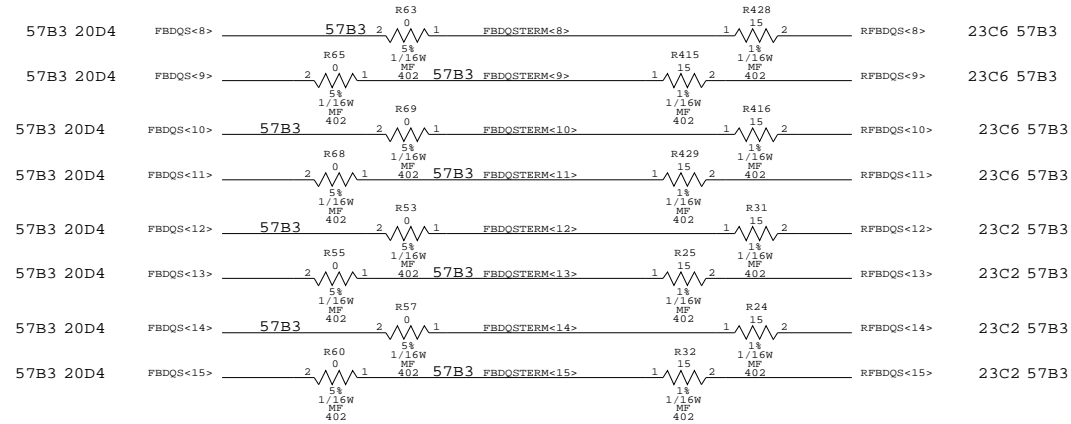 R63
0
R428
15
57B3 20D4 FBDQS<8> 57B3 2 1 FBDQSTERM<8> 1 2 RFBDQS<8> 23C6 57B3
5%
1/16W
MF
402
1%
1/16W
MF
402
R65
0
R415
15
57B3 20D4 FBDQS<9> 2 1 57B3 FBDQSTERM<9> 1 2 RFBDQS<9> 23C6 57B3
5%
1/16W
MF
402
1%
1/16W
MF
402
R69
0
R416
15
57B3 20D4 FBDQS<10> 57B3 2 1 FBDQSTERM<10> 1 2 RFBDQS<10> 23C6 57B3
5%
1/16W
MF
402
1%
1/16W
MF
402
R68
0
R429
15
57B3 20D4 FBDQS<11> 2 1 57B3 FBDQSTERM<11> 1 2 RFBDQS<11> 23C6 57B3
5%
1/16W
MF
402
1%
1/16W
MF
402
R53
0
R31
15
57B3 20D4 FBDQS<12> 57B3 2 1 FBDQSTERM<12> 1 2 RFBDQS<12> 23C2 57B3
5%
1/16W
MF
402
1%
1/16W
MF
402
R55
0
R25
15
57B3 20D4 FBDQS<13> 2 1 57B3 FBDQSTERM<13> 1 2 RFBDQS<13> 23C2 57B3
5%
1/16W
MF
402
1%
1/16W
MF
402
R57
0
R24
15
57B3 20D4 FBDQS<14> 57B3 2 1 FBDQSTERM<14> 1 2 RFBDQS<14> 23C2 57B3
5%
1/16W
MF
402
1%
1/16W
MF
402
R60
0
R32
15
57B3 20D4 FBDQS<15> 2 1 57B3 FBDQSTERM<15> 1 2 RFBDQS<15> 23C2 57B3
5%
1/16W
MF
402
1%
1/16W
MF
402